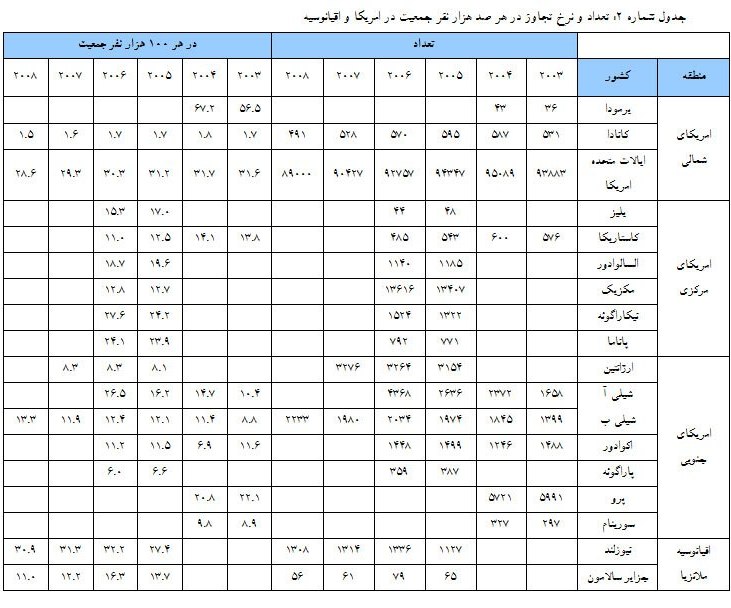 جدول شماره ۲: تعداد و نرخ تجاوز در هر صد هزار نفر جمعیت در امریکا و اقیانوسیه
تعداد در هر ۱۰۰ هزار نفر جمعیت
منطقه کشور ۲۰۰۳ ۲۰۰۴ ۲۰۰۵ ۲۰۰۶ ۲۰۰۷ ۲۰۰۸ ۲۰۰۳ ۲۰۰۴ ۲۰۰۵ ۲۰۰۶ ۲۰۰۷ ۲۰۰۸
امریکای شمالی برمودا ۳۶ ۴۳ ۵۶.۵ ۶۷.۲
کانادا ۵۳۱ ۵۸۷ ۵۹۵ ۵۷۰ ۵۲۸ ۴۹۱ ۱.۷ ۱.۸ ۱.۷ ۱.۷ ۱.۶ ۱.۵
ایالات متحده امریکا ۹۳۸۸۳ ۹۵۰۸۹ ۹۴۳۴۷ ۹۲۷۵۷ ۹۰۴۲۷ ۸۹۰۰۰ ۳۱.۶ ۳۱.۷ ۳۱.۲ ۳۰.۳ ۲۹.۳ ۲۸.۶
امریکای مرکزی بلیز ۴۸ ۴۴ ۱۷.۰ ۱۵.۳
کاستاریکا ۵۷۶ ۶۰۰ ۵۴۳ ۴۸۵ ۱۳.۸ ۱۴.۱ ۱۲.۵ ۱۱.۰
السالوادور ۱۱۸۵ ۱۱۴۰ ۱۹.۶ ۱۸.۷
مکزیک ۱۳۴۰۷ ۱۳۶۱۶ ۱۲.۷ ۱۲.۸
نیکاراگوئه ۱۳۲۲ ۱۵۲۴ ۲۴.۲ ۲۷.۶
پاناما ۷۷۱ ۷۹۲ ۲۳.۹ ۲۴.۱
امریکای جنوبی ارژانتین ۳۱۵۴ ۳۲۶۴ ۳۲۷۶ ۸.۱ ۸.۳ ۸.۳
شیلی آ ۱۶۵۸ ۲۳۷۲ ۲۶۳۶ ۴۳۶۸ ۱۰.۴ ۱۴.۷ ۱۶.۲ ۲۶.۵
شیلی ب ۱۳۹۹ ۱۸۴۵ ۱۹۷۴ ۲۰۳۴ ۱۹۸۰ ۲۲۳۳ ۸.۸ ۱۱.۴ ۱۲.۱ ۱۲.۴ ۱۱.۹ ۱۳.۳
اکوادور ۱۴۸۸ ۱۲۴۶ ۱۴۹۹ ۱۴۴۸ ۱۱.۶ ۶.۹ ۱۱.۵ ۱۱.۲
پاراگوئه ۳۸۷ ۳۵۹ ۶.۶ ۶.۰
پرو ۵۹۹۱ ۵۷۲۱ ۲۲.۱ ۲۰.۸
سورینام ۲۹۷ ۳۲۷ ۸.۹ ۹.۸
اقیانوسیه ملانزیا نیوزلند ۱۱۲۷ ۱۳۳۶ ۱۳۱۴ ۱۳۰۸ ۲۷.۴ ۳۲.۲ ۳۱.۳ ۳۰.۹
جزایر سالامون ۶۵ ۷۹ ۶۱ ۵۶ ۱۳.۷ ۱۶.۳ ۱۲.۲ ۱۱.۰